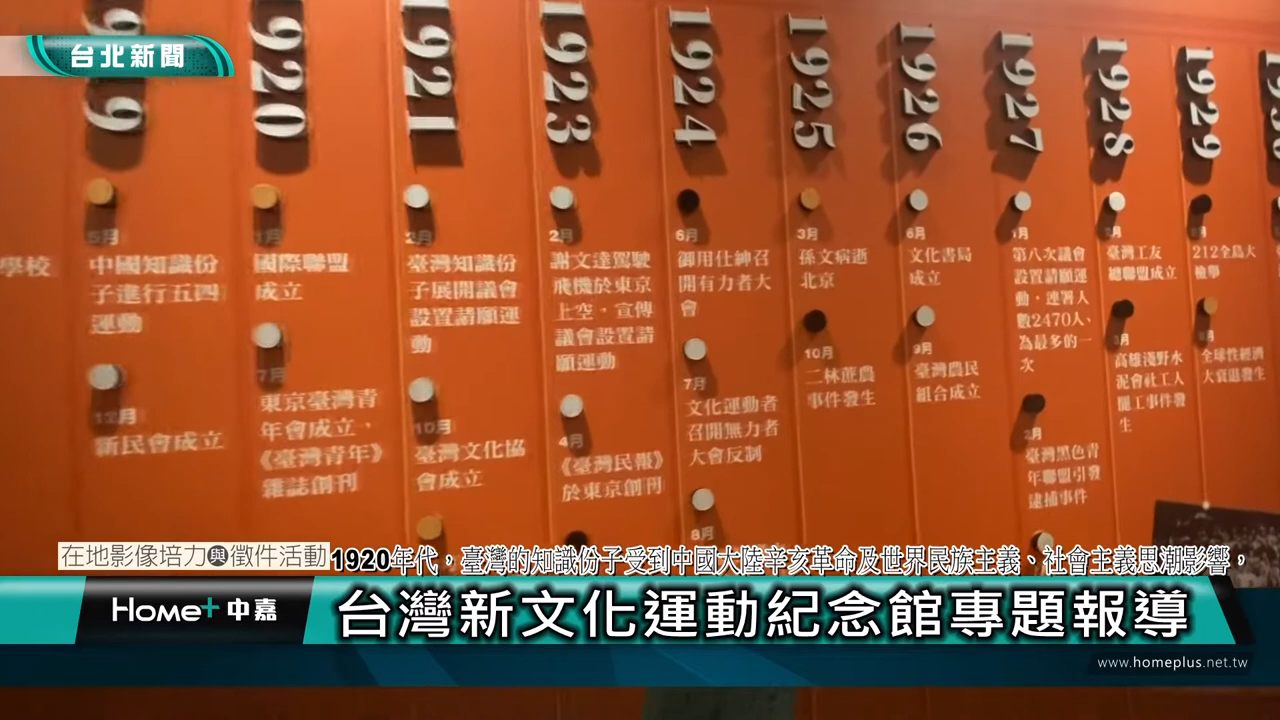 台北新聞
1919
1920
1921
1923
1924
1925
1926
1927
1928
1929
學校
5月
中國知識份
子進行五四
運動
12月
新民會成立
1月
國際聯盟
成立
7月
東京臺灣青
年會成立、
《臺灣青年》
雜誌創刊
2月
臺灣知識份
子展開議會
設置請願運
動
10月
臺灣文化協
會成立
2月
謝文達駕駛
飛機於東京
上空，宣傳
議會設置請
願運動
4月
《臺灣民報》
於東京創刊
6月
御用仕紳召
開有力者大
會
7月
文化運動者
召開無力者
大會反制
8月
3月
孫文病逝
北京
10月
二林蔗農
事件發生
6月
文化書局
成立
9月
臺灣農民
組合成立
1月
第八次議會
設置請願運
動，連署人
數2470人、
為最多的一
次
2月
臺灣黑色青
年聯盟引發
逮捕事件
臺灣工友
總聯盟成立
高雄淺野水
泥會社工人
罷工事件發
生
212全島大
檢舉
全球性經濟
大衰退發生
在地影像培力與徵件活動
1920年代，臺灣的知識份子受到中國大陸辛亥革命及世界民族主義、社會主義思潮影響，
Home+中嘉
台灣新文化運動紀念館專題報導
www.homeplus.net.tw